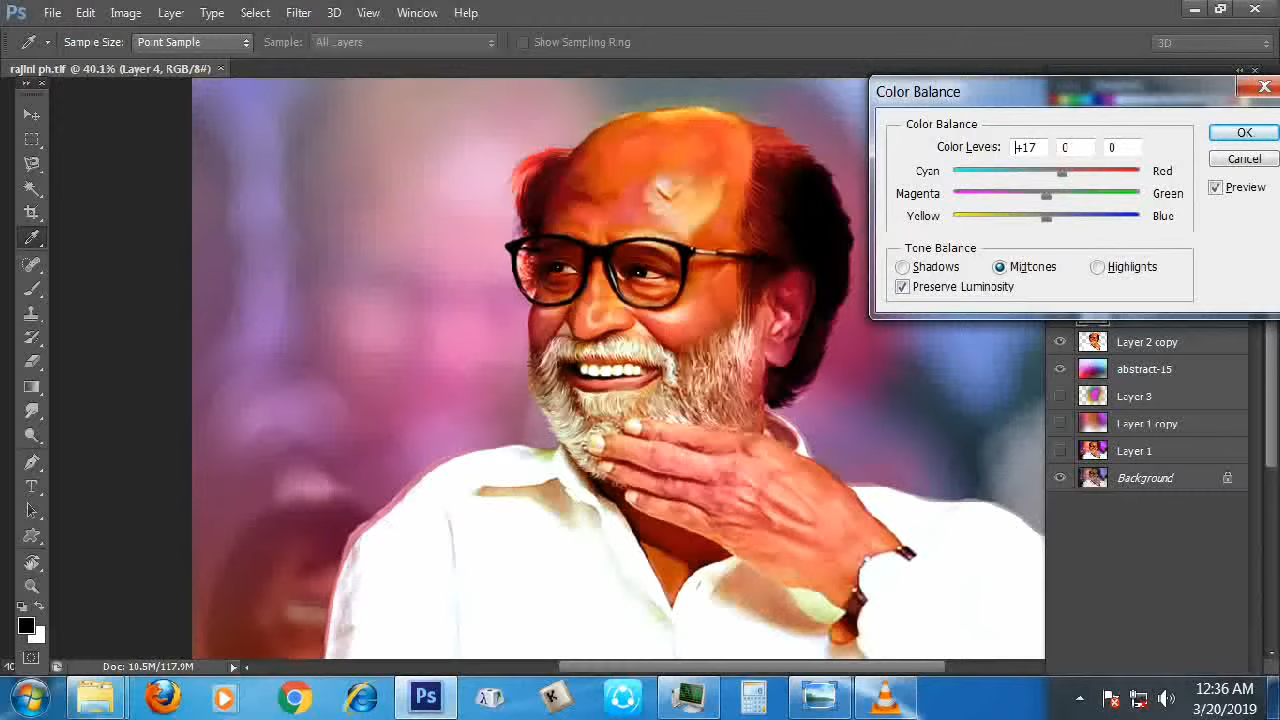 Ps File Edit Image Layer Type Select Filter 3D View Window Help
Sample Size: Point Sample Sample: All Layers Show Sampling Ring 3D
rajini ph.tif @ 40.1% (Layer 4, RGB/8#) ×
Color Balance
Color Balance
Color Leves: +17 0 0
OK
Cyan Red
Cancel
Magenta Green
Preview
Yellow Blue
Tone Balance
Shadows Midtones Highlights
Preserve Luminosity
Layer 2 copy
abstract-15
Layer 3
Layer 1 copy
Layer 1
Background
Doc: 10.5M/117.9M
Ps
K
12:36 AM
3/20/2019